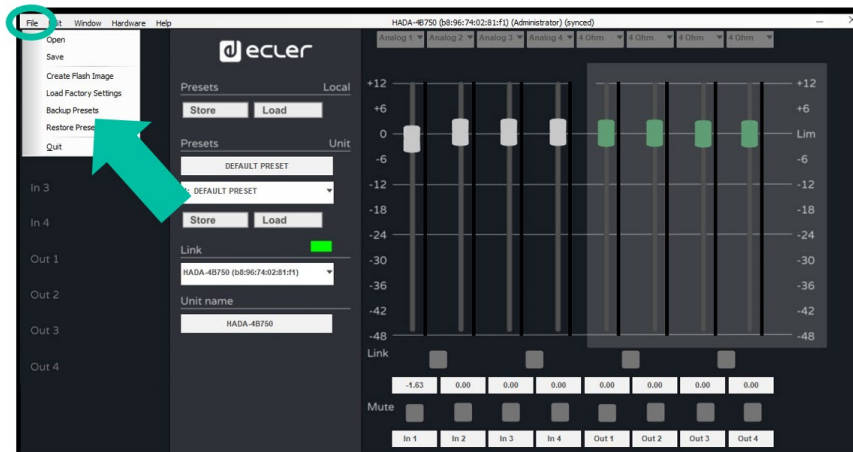 HADA-4B750 (b8:96:74:02:81:f1) (Administrator) (synced)
File Edit Window Hardware Help
Open
Save
Create Flash Image
Load Factory Settings
Backup Presets
Restore
Quit
In 3
In 4
Out 1
Out 2
Out 3
Out 4
ecler
Presets Local
Store Load
Presets Unit
DEFAULT PRESET
DEFAULT PRESET
Store Load
Link
HADA-4B750 (b8:96:74:02:81:f1)
Unit name
HADA-4B750
Analog 1 Analog 2 Analog 3 Analog 4 4 Ohm 4 Ohm 4 Ohm 4 Ohm
+12 +12
+6 +6
0 Lim
-6 -6
-12 -12
-18 -18
-24 -24
-30 -30
-36 -36
-42 -42
-48 -48
Link
-1.63 0.00 0.00 0.00 0.00 0.00 0.00 0.00
Mute
In 1 In 2 In 3 In 4 Out 1 Out 2 Out 3 Out 4